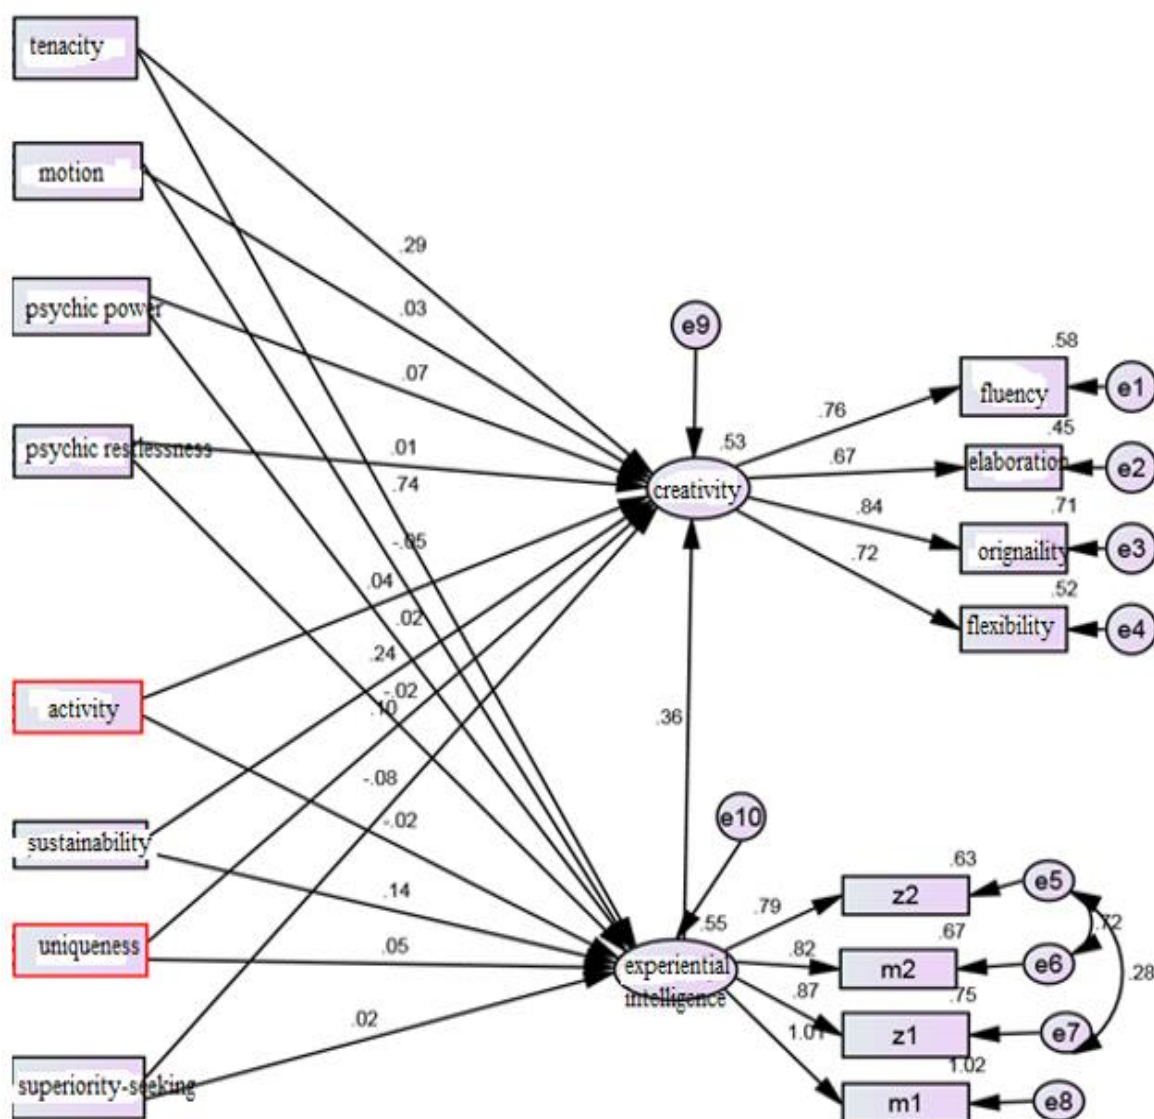 tenacity
motion
.29
.03
e9
.58
psychic power
.07
fluency
e1
.76
.45
psychic restlessness
.01
.53
.67
elaboration
e2
.74
creativity
.84
.71
-.05
orignaility
e3
.04
.72
.52
.02
flexibility
e4
.24
-.02
.10
activity
.36
-.08
e10
-.02
sustainability
.63
e5
.14
.79
z2
.72
.55
.67
uniqueness
.05
.82
m2
e6
.28
experiential
intelligence
.87
.75
.02
1.01
z1
e7
1.02
superiority-seeking
m1
e8